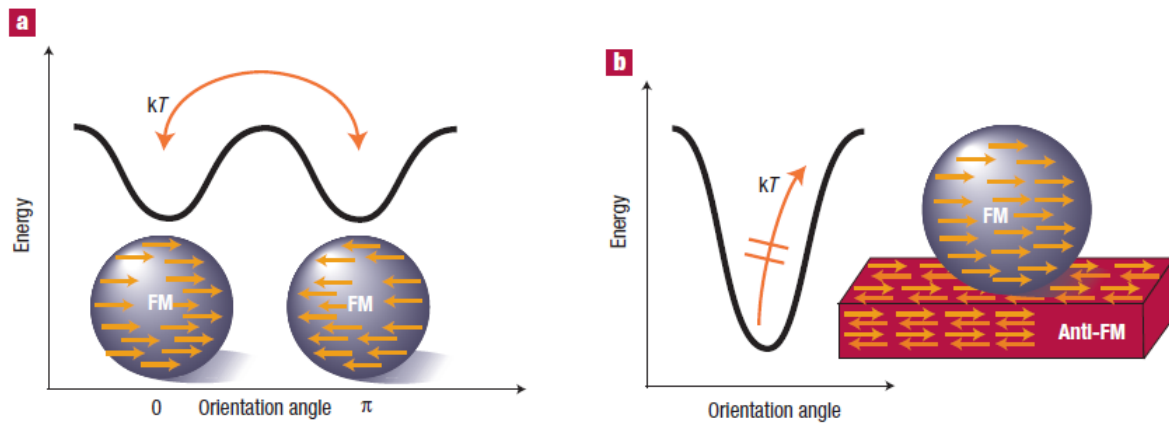 a
Energy
kT
FM
FM
0 Orientation angle π
b
Energy
kT
FM
Anti-FM
Orientation angle